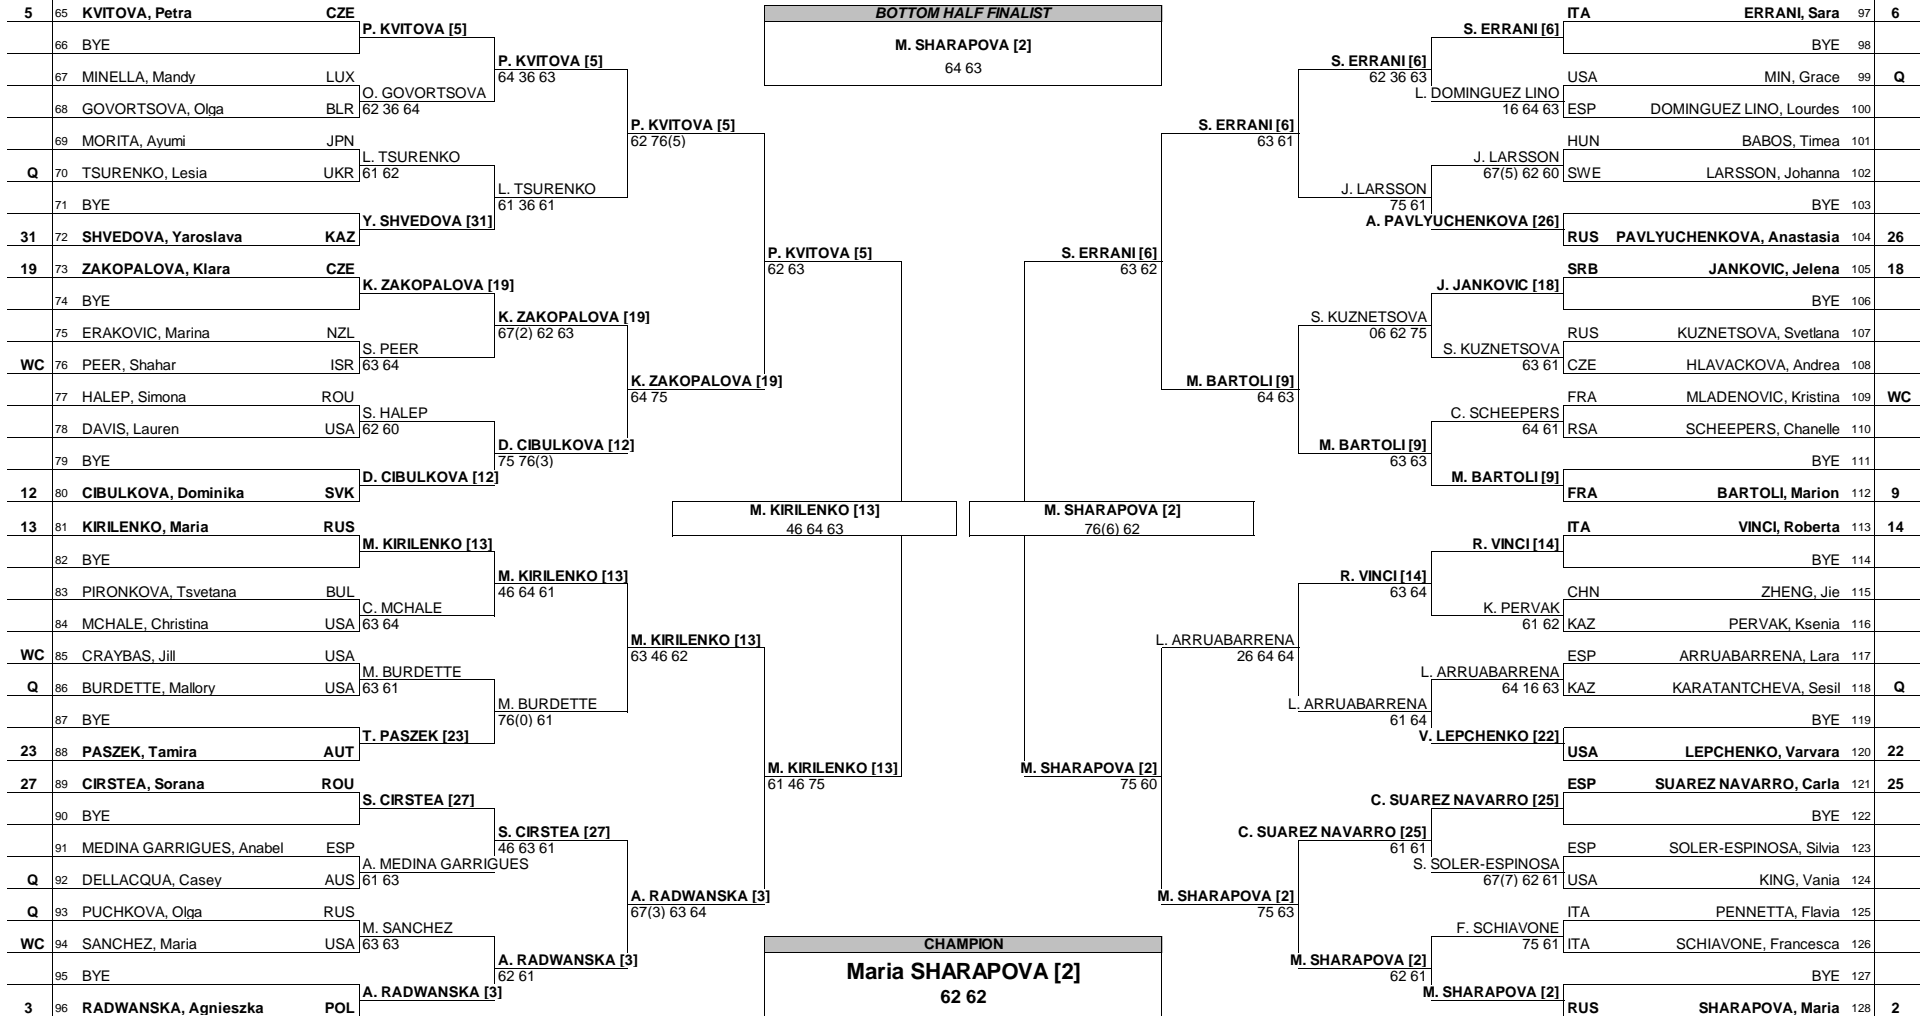 5 65 KVITOVA, Petra CZE
66 BYE
67 MINELLA, Mandy LUX
68 GOVORTSOVA, Olga BLR
69 MORITA, Ayumi JPN
Q 70 TSURENKO, Lesia UKR
71 BYE
31 72 SHVEDOVA, Yaroslava KAZ
19 73 ZAKOPALOVA, Klara CZE
74 BYE
75 ERAKOVIC, Marina NZL
WC 76 PEER, Shahar ISR
77 HALEP, Simona ROU
78 DAVIS, Lauren USA
79 BYE
12 80 CIBULKOVA, Dominika SVK
13 81 KIRILENKO, Maria RUS
82 BYE
83 PIRONKOVA, Tsvetana BUL
84 MCHALE, Christina USA
WC 85 CRAYBAS, Jill USA
Q 86 BURDETTE, Mallory USA
87 BYE
23 88 PASZEK, Tamira AUT
27 89 CIRSTEA, Sorana ROU
90 BYE
91 MEDINA GARRIGUES, Anabel ESP
Q 92 DELLACQUA, Casey AUS
Q 93 PUCHKOVA, Olga RUS
WC 94 SANCHEZ, Maria USA
95 BYE
3 96 RADWANSKA, Agnieszka POL
P. KVITOVA [5]
O. GOVORTSOVA
62 36 64
L. TSURENKO
61 62
Y. SHVEDOVA [31]
K. ZAKOPALOVA [19]
S. PEER
63 64
S. HALEP
62 60
D. CIBULKOVA [12]
M. KIRILENKO [13]
C. MCHALE
63 64
M. BURDETTE
63 61
T. PASZEK [23]
S. CIRSTEA [27]
A. MEDINA GARRIGUES
61 63
M. SANCHEZ
63 63
A. RADWANSKA [3]
P. KVITOVA [5]
64 36 63
L. TSURENKO
61 36 61
K. ZAKOPALOVA [19]
67(2) 62 63
D. CIBULKOVA [12]
75 76(3)
M. KIRILENKO [13]
46 64 61
M. BURDETTE
76(0) 61
S. CIRSTEA [27]
46 63 61
A. RADWANSKA [3]
62 61
P. KVITOVA [5]
62 76(5)
K. ZAKOPALOVA [19]
64 75
M. KIRILENKO [13]
63 46 62
A. RADWANSKA [3]
67(3) 63 64
P. KVITOVA [5]
62 63
M. KIRILENKO [13]
61 46 75
M. KIRILENKO [13]
46 64 63
BOTTOM HALF FINALIST
M. SHARAPOVA [2]
64 63
CHAMPION
Maria SHARAPOVA [2]
62 62
M. SHARAPOVA [2]
76(6) 62
S. ERRANI [6]
63 62
M. SHARAPOVA [2]
75 60
S. ERRANI [6]
63 61
M. BARTOLI [9]
64 63
L. ARRUABARRENA
26 64 64
M. SHARAPOVA [2]
75 63
S. ERRANI [6]
62 36 63
J. LARSSON
75 61
S. KUZNETSOVA
06 62 75
M. BARTOLI [9]
63 63
R. VINCI [14]
63 64
L. ARRUABARRENA
61 64
C. SUAREZ NAVARRO [25]
61 61
M. SHARAPOVA [2]
62 61
S. ERRANI [6]
L. DOMINGUEZ LINO
16 64 63
J. LARSSON
67(5) 62 60
A. PAVLYUCHENKOVA [26]
J. JANKOVIC [18]
S. KUZNETSOVA
63 61
C. SCHEEPERS
64 61
M. BARTOLI [9]
R. VINCI [14]
K. PERVAK
61 62
L. ARRUABARRENA
64 16 63
V. LEPCHENKO [22]
C. SUAREZ NAVARRO [25]
S. SOLER-ESPINOSA
67(7) 62 61
F. SCHIAVONE
75 61
M. SHARAPOVA [2]
ITA ERRANI, Sara 97 6
BYE 98
USA MIN, Grace 99 Q
ESP DOMINGUEZ LINO, Lourdes 100
HUN BABOS, Timea 101
SWE LARSSON, Johanna 102
BYE 103
RUS PAVLYUCHENKOVA, Anastasia 104 26
SRB JANKOVIC, Jelena 105 18
BYE 106
RUS KUZNETSOVA, Svetlana 107
CZE HLAVACKOVA, Andrea 108
FRA MLADENOVIC, Kristina 109 WC
RSA SCHEEPERS, Chanelle 110
BYE 111
FRA BARTOLI, Marion 112 9
ITA VINCI, Roberta 113 14
BYE 114
CHN ZHENG, Jie 115
KAZ PERVAK, Ksenia 116
ESP ARRUABARRENA, Lara 117
KAZ KARATANTCHEVA, Sesil 118 Q
BYE 119
USA LEPCHENKO, Varvara 120 22
ESP SUAREZ NAVARRO, Carla 121 25
BYE 122
ESP SOLER-ESPINOSA, Silvia 123
USA KING, Vania 124
ITA PENNETTA, Flavia 125
ITA SCHIAVONE, Francesca 126
BYE 127
RUS SHARAPOVA, Maria 128 2